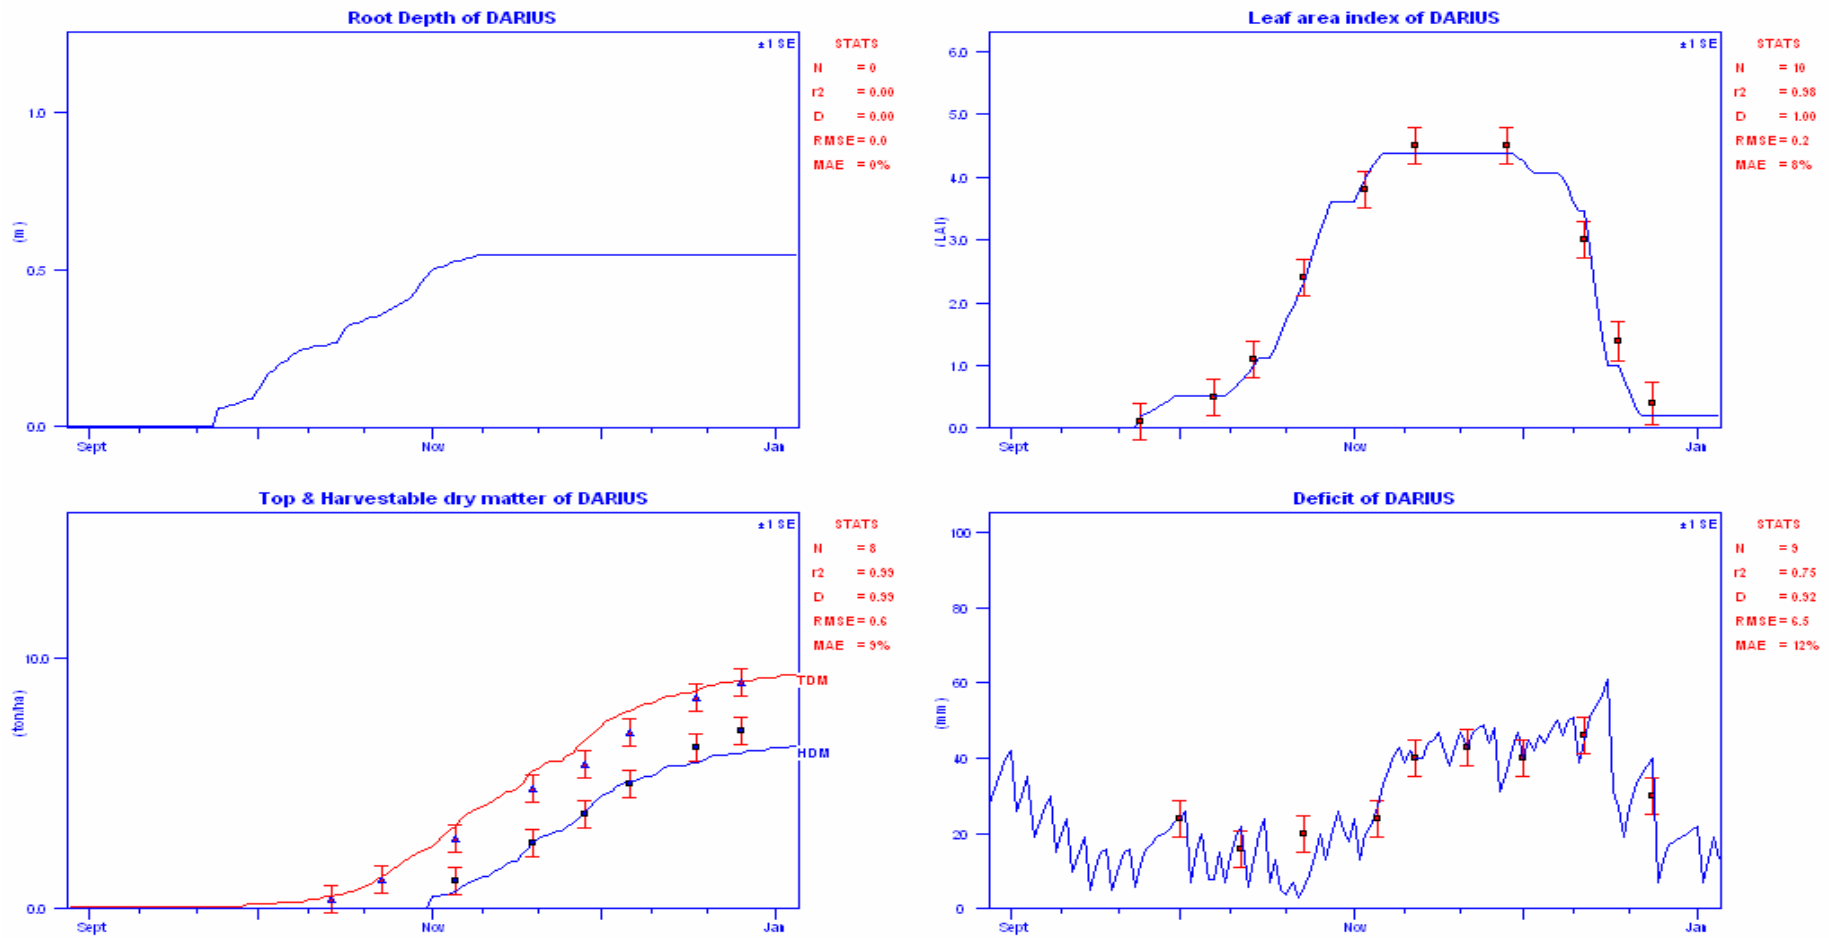 Root Depth of DARIUS
±1 SE
STATS
N = 0
r2 = 0.00
D = 0.00
RMSE = 0.0
MAE = 0%
1.0
(m)
0.5
0.0
Sept
Nov
Jan
Leaf area index of DARIUS
±1 SE
STATS
N = 10
r2 = 0.98
D = 1.00
RMSE = 0.2
MAE = 8%
6.0
5.0
4.0
(LAI)
3.0
2.0
1.0
0.0
Sept
Nov
Jan
Top & Harvestable dry matter of DARIUS
±1 SE
STATS
N = 8
r2 = 0.99
D = 0.99
RMSE = 0.6
MAE = 9%
10.0
TDM
(ton/ha)
HDM
0.0
Sept
Nov
Jan
Deficit of DARIUS
±1 SE
STATS
N = 9
r2 = 0.75
D = 0.92
RMSE = 6.5
MAE = 12%
100
80
60
(mm)
40
20
0
Sept
Nov
Jan